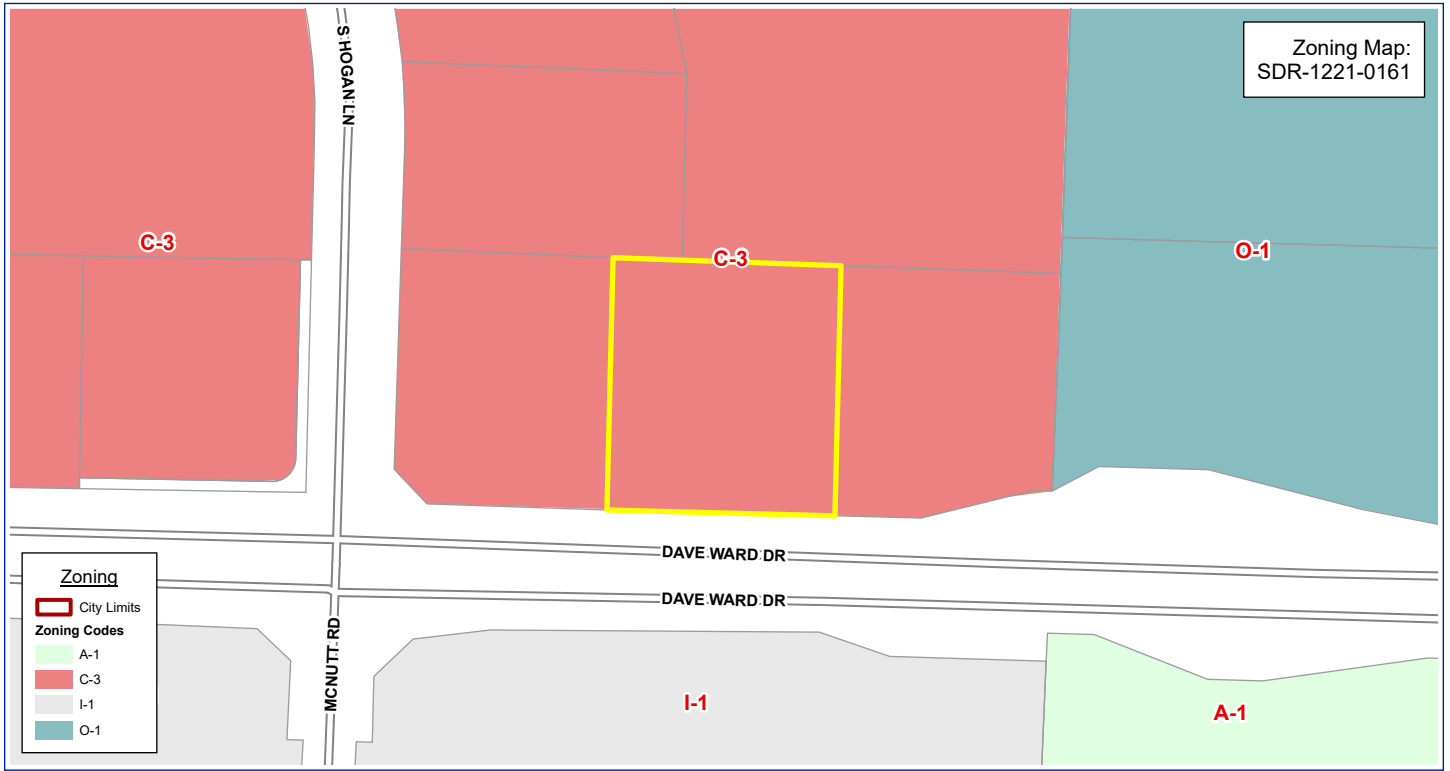 S HOGAN LN
Zoning Map:
SDR-1221-0161
C-3
C-3
O-1
DAVE WARD DR
DAVE WARD DR
Zoning
City Limits
Zoning Codes
A-1
C-3
I-1
O-1
MCNUTT RD
I-1
A-1